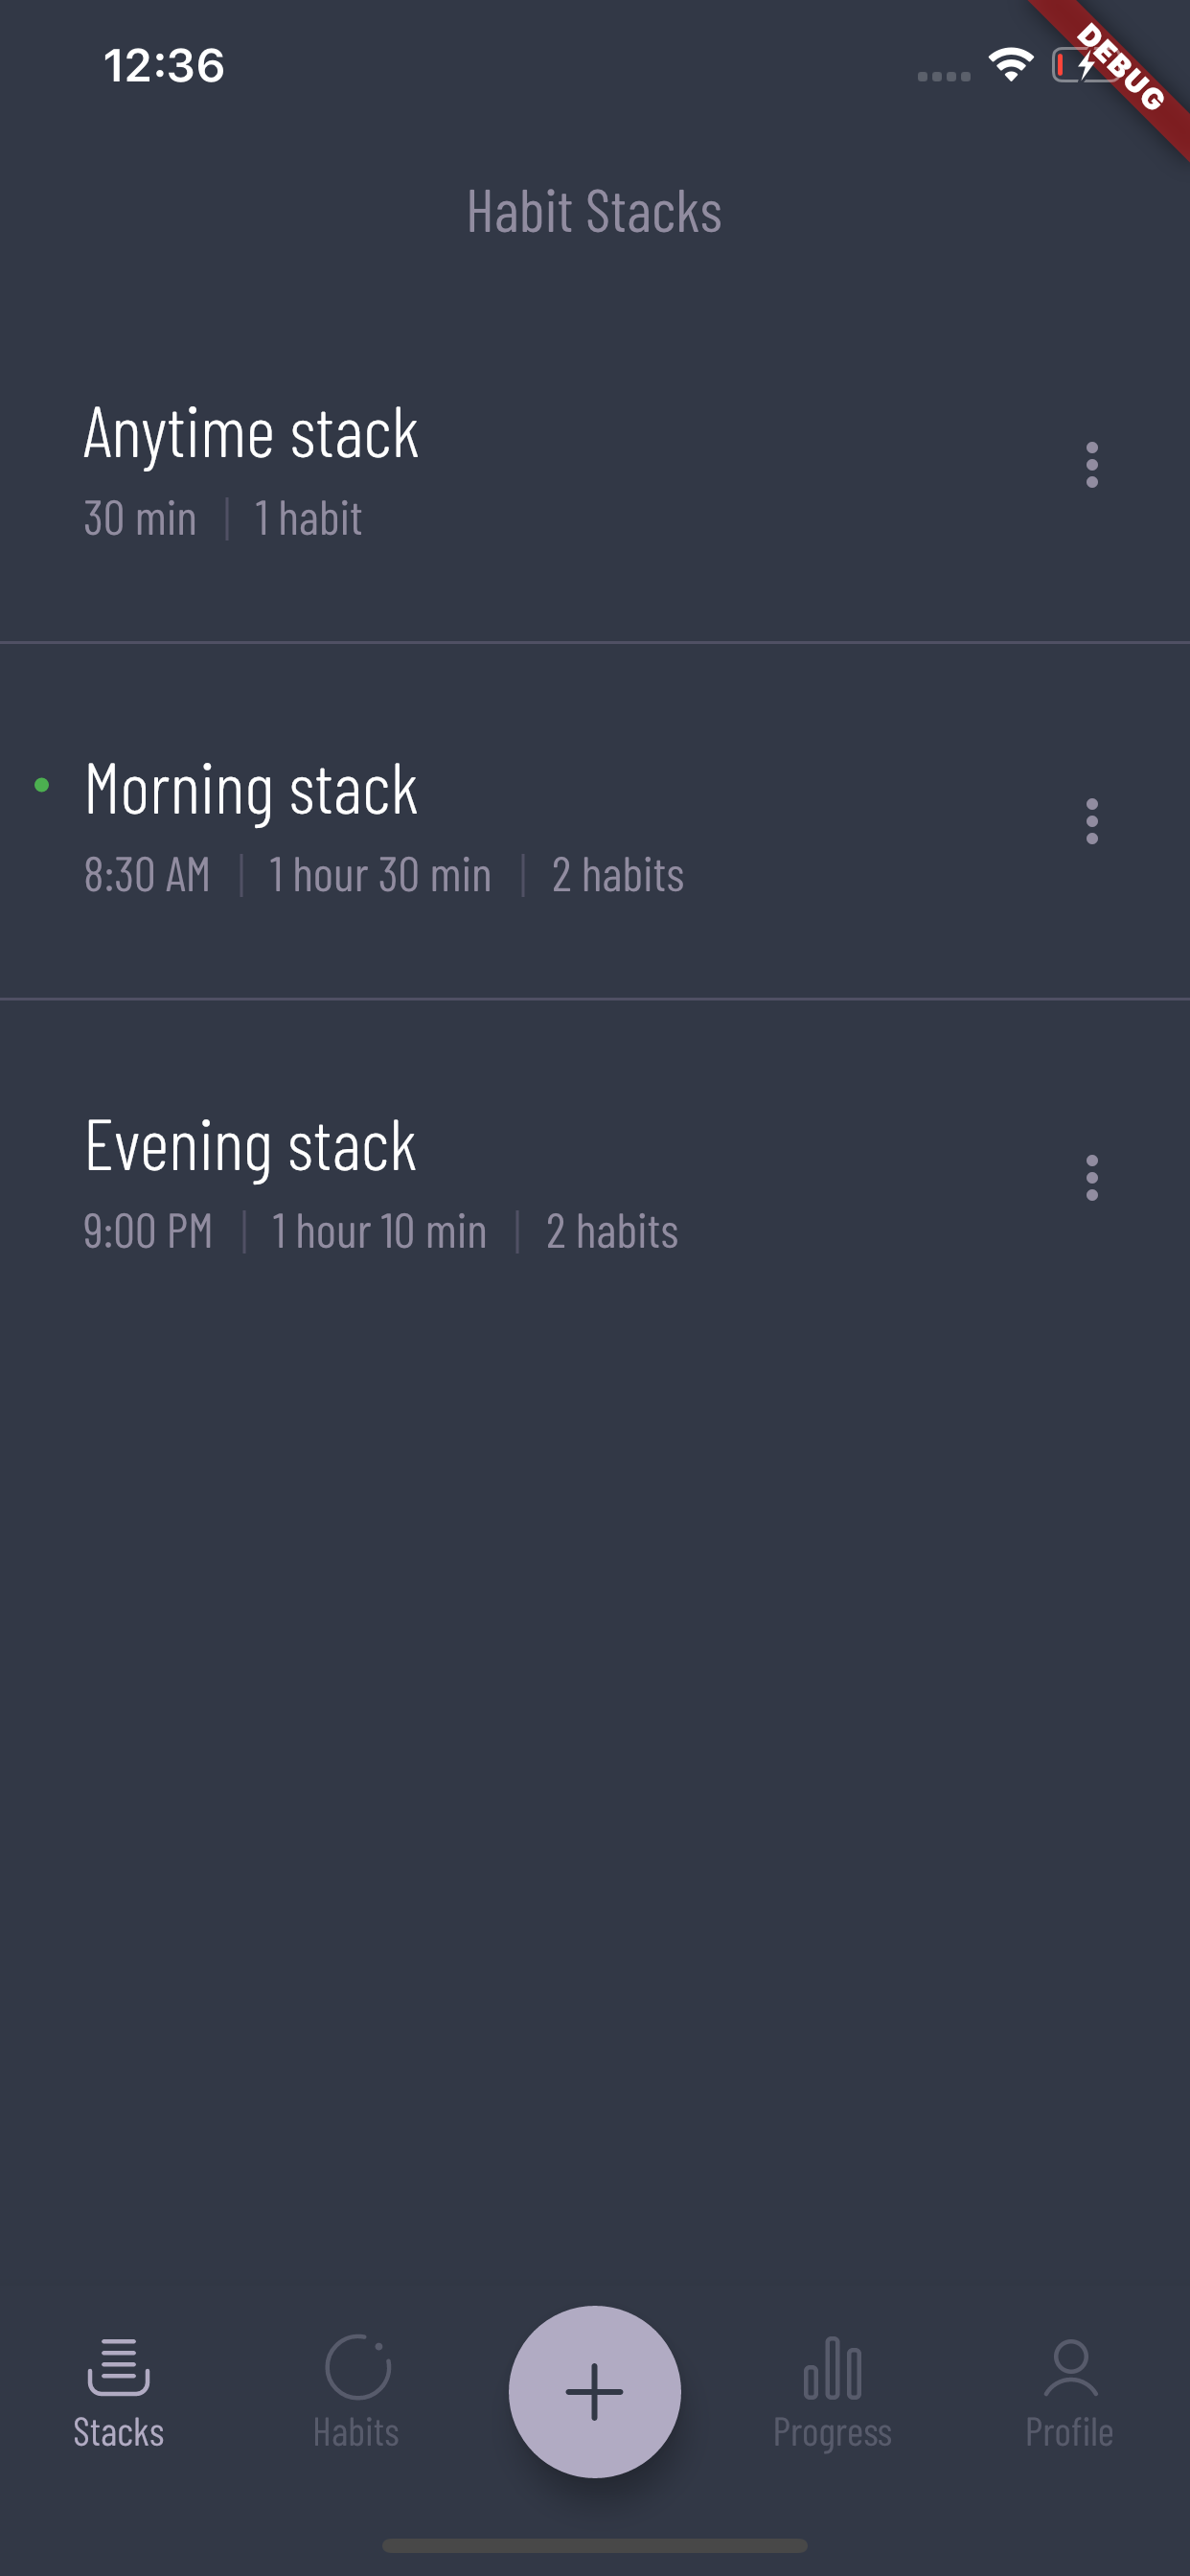 12:36
DEBUG
Habit Stacks
Anytime stack
30 min | 1 habit
Morning stack
8:30 AM | 1 hour 30 min | 2 habits
Evening stack
9:00 PM | 1 hour 10 min | 2 habits
Stacks
Habits
Progress
Profile